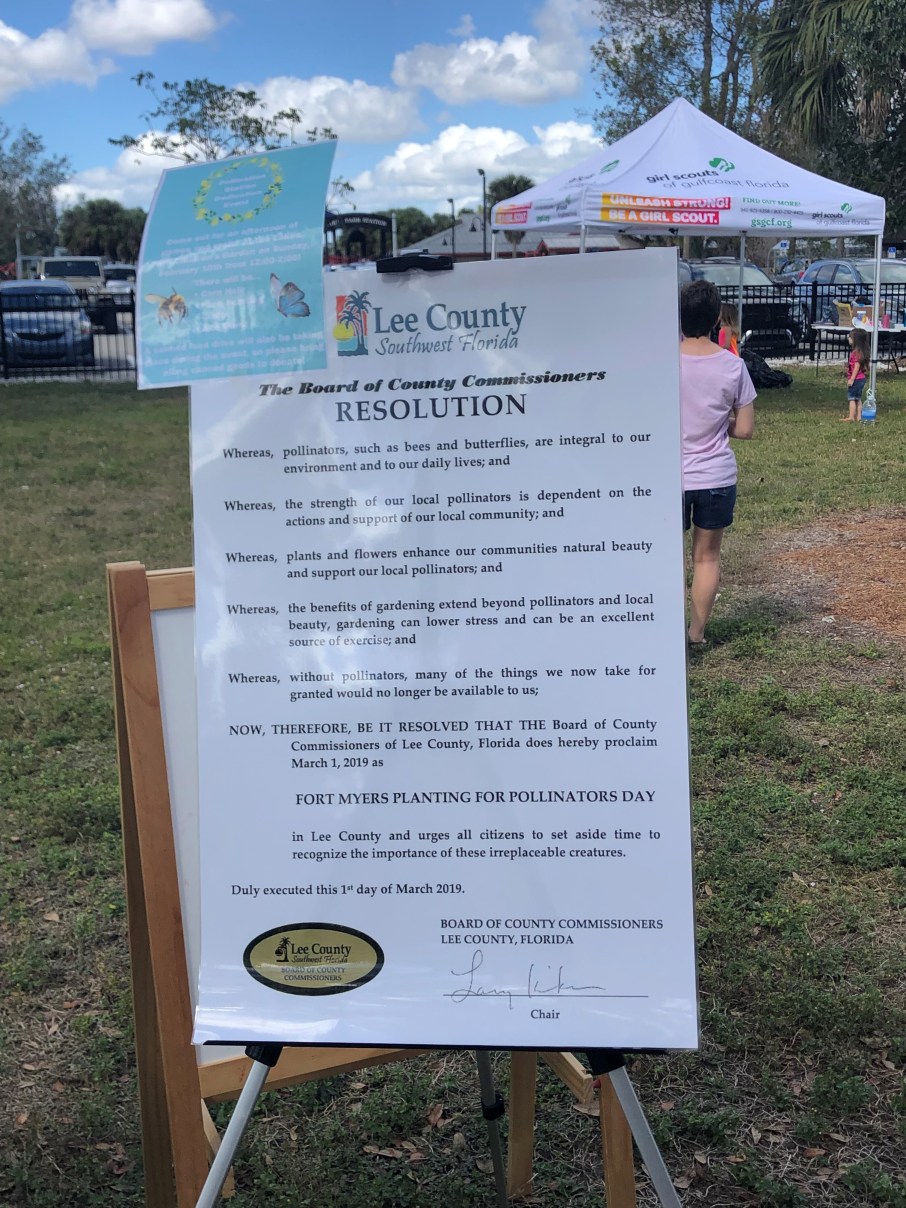 girl scouts
of gulfcoast florida
UNLEASH STRONG!
BE A GIRL SCOUT.
FIND OUT MORE!
gsgcf.org
girl scouts
Lee County
Southwest Florida
The Board of County Commissioners
RESOLUTION
Whereas, pollinators, such as bees and butterflies, are integral to our
environment and to our daily lives; and
Whereas, the strength of our local pollinators is dependent on the
actions and support of our local community; and
Whereas, plants and flowers enhance our communities natural beauty
and support our local pollinators; and
Whereas, the benefits of gardening extend beyond pollinators and local
beauty, gardening can lower stress and can be an excellent
source of exercise; and
Whereas, without pollinators, many of the things we now take for
granted would no longer be available to us;
NOW, THEREFORE, BE IT RESOLVED THAT THE Board of County
Commissioners of Lee County, Florida does hereby proclaim
March 1, 2019 as
FORT MYERS PLANTING FOR POLLINATORS DAY
in Lee County and urges all citizens to set aside time to
recognize the importance of these irreplaceable creatures.
Duly executed this 1st day of March 2019.
BOARD OF COUNTY COMMISSIONERS
LEE COUNTY, FLORIDA
Lee County
Southwest Florida
BOARD OF COUNTY
COMMISSIONERS
Chair